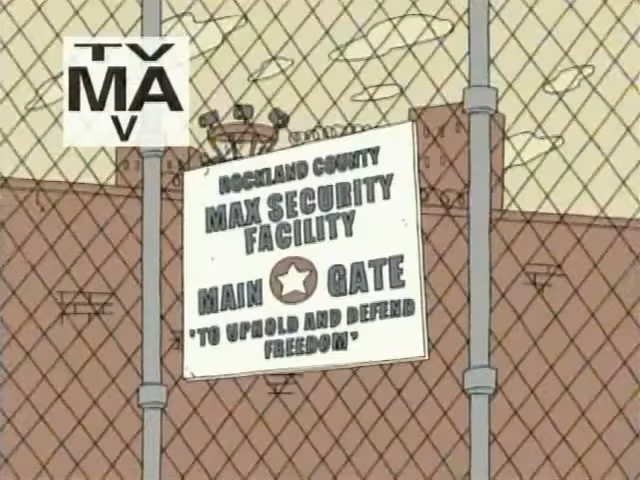 TV
MA
V
ROCKLAND COUNTY
MAX SECURITY
FACILITY
MAIN GATE
"TO UPHOLD AND DEFEND
FREEDOM"